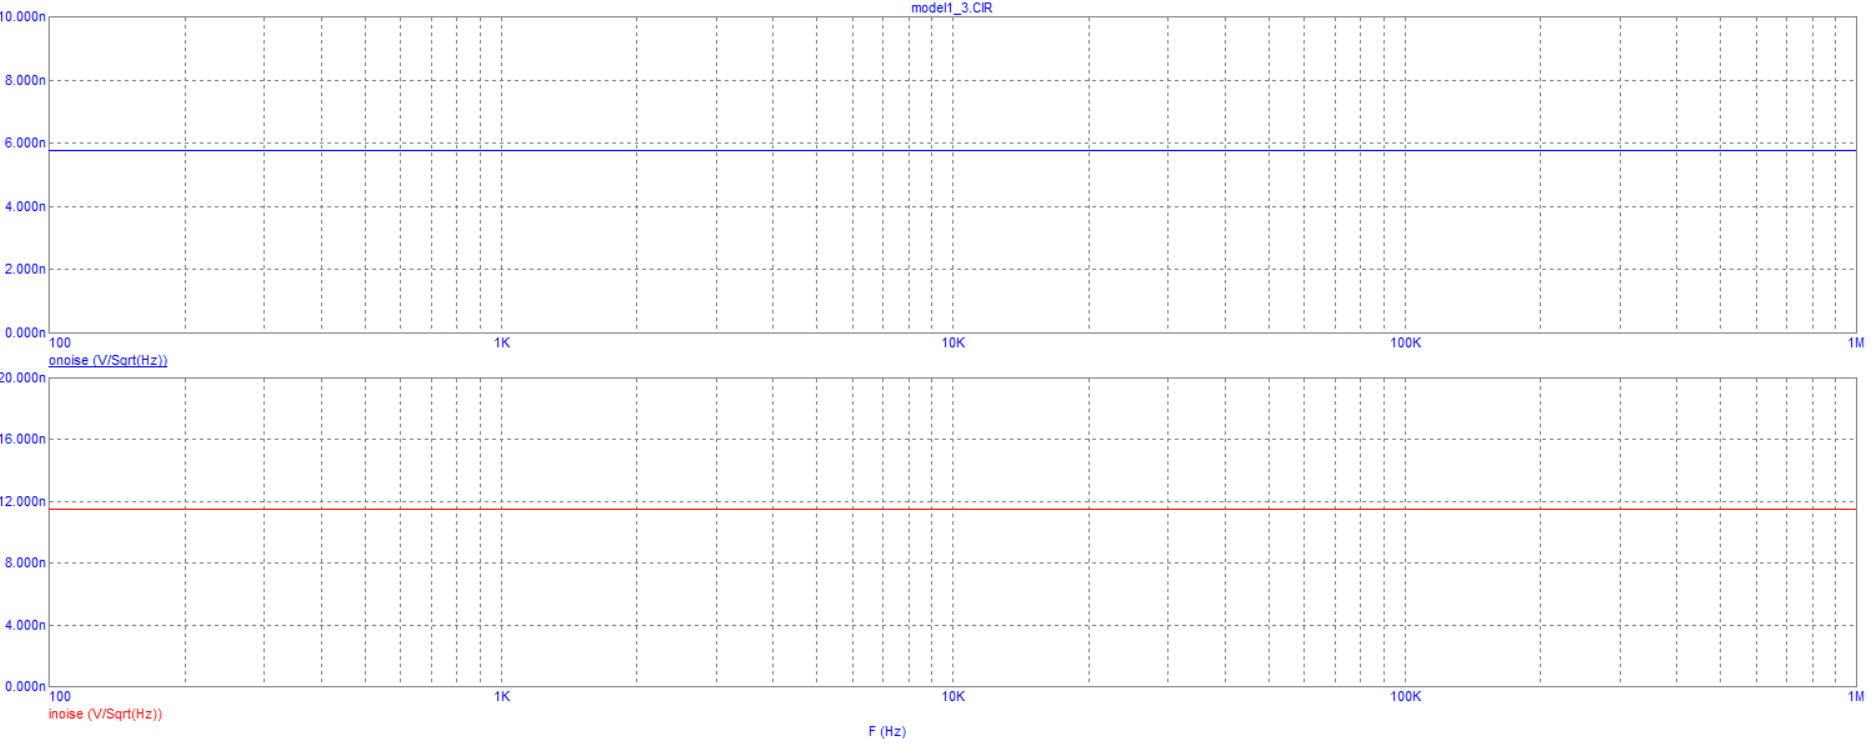 model1_3.CIR
10.000n
8.000n
6.000n
4.000n
2.000n
0.000n
100 1K 10K 100K 1M
onoise (V/Sqrt(Hz))
20.000n
16.000n
12.000n
8.000n
4.000n
0.000n
100 1K 10K 100K 1M
inoise (V/Sqrt(Hz))
F (Hz)